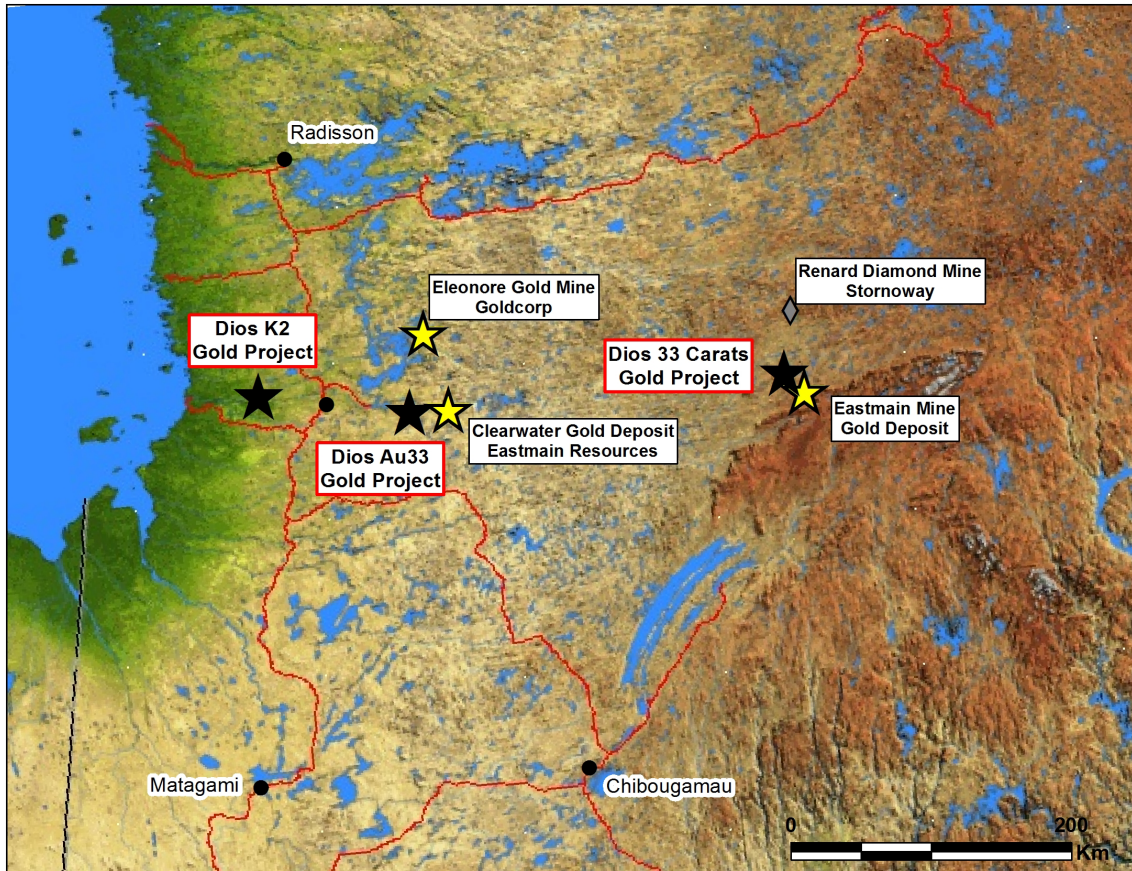 Radisson
Eleonore Gold Mine
Goldcorp
Renard Diamond Mine
Stornoway
Dios K2
Gold Project
Dios 33 Carats
Gold Project
Eastmain Mine
Gold Deposit
Clearwater Gold Deposit
Eastmain Resources
Dios Au33
Gold Project
Matagami
Chibougamau
0 200
Km